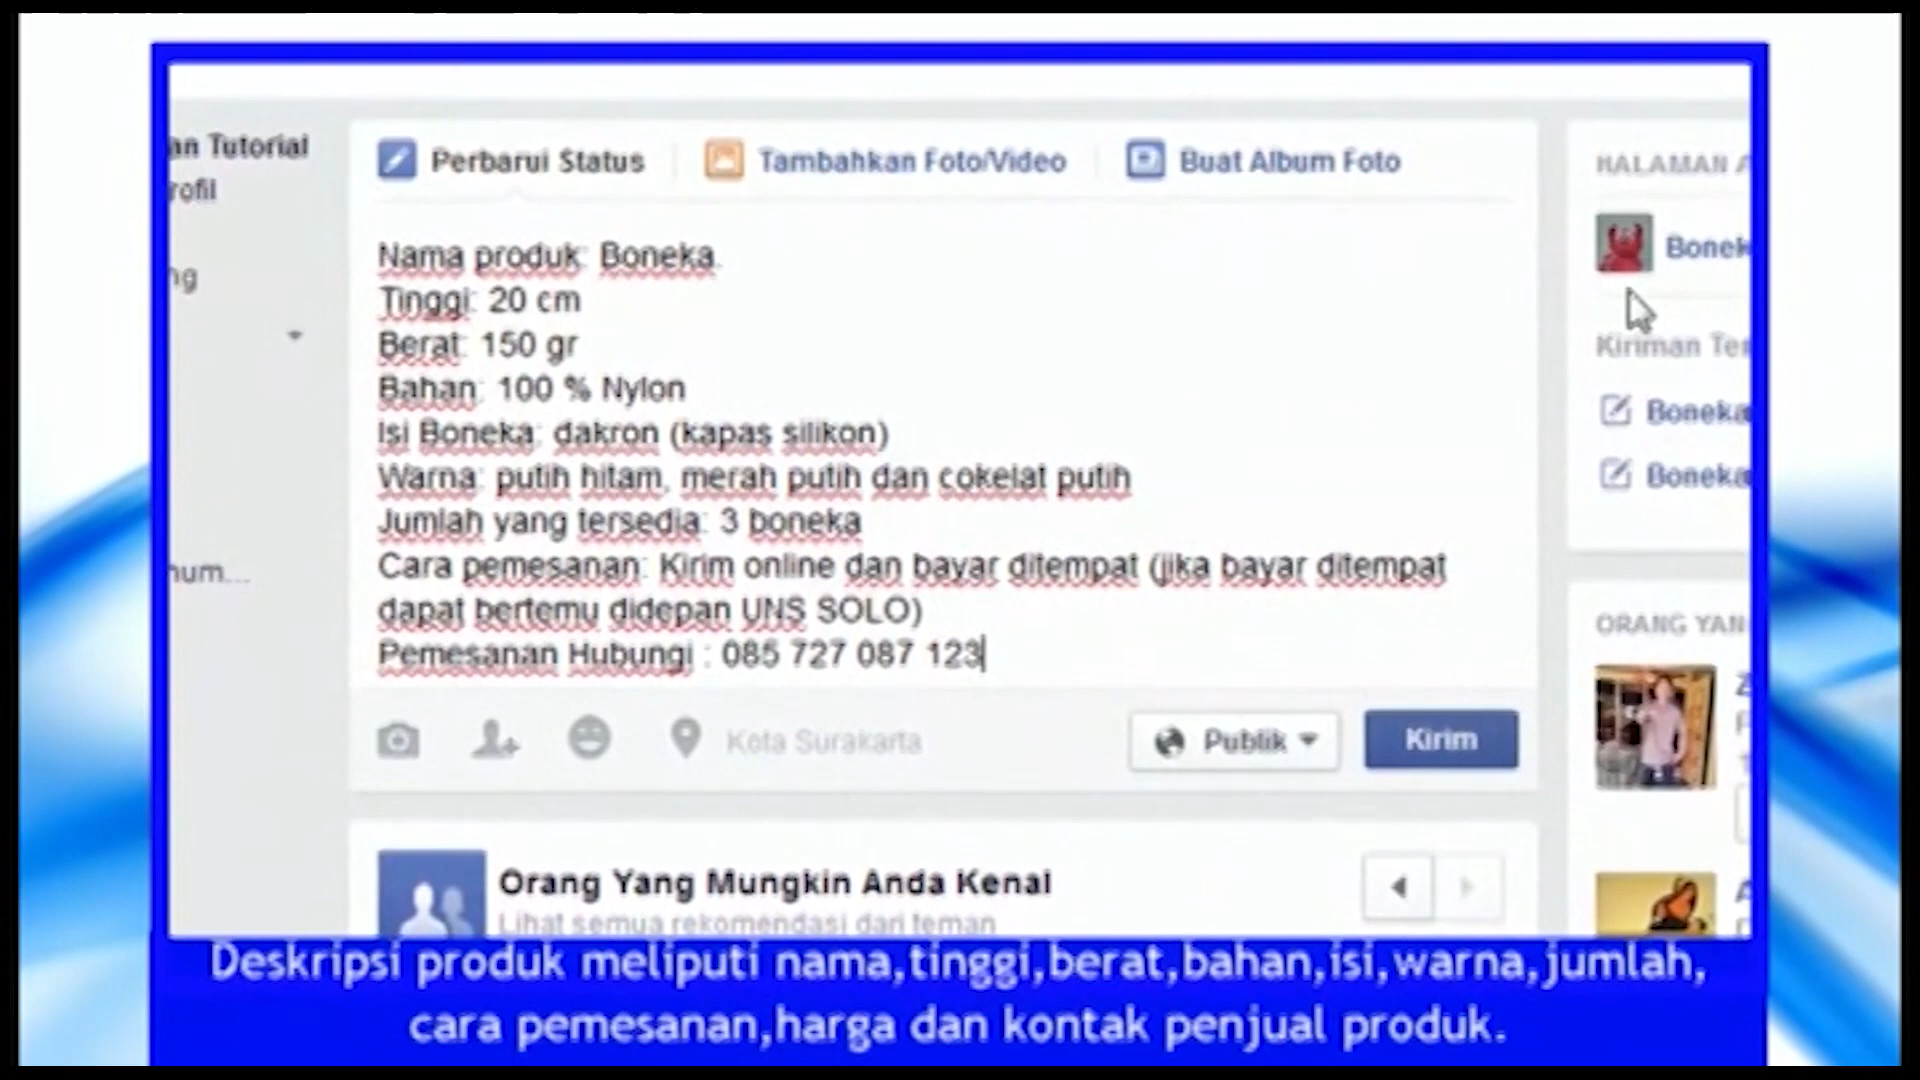 an Tutorial
rofil
ng
num...
Perbarui Status
Tambahkan Foto/Video
Buat Album Foto
Nama produk: Boneka.
Tinggi: 20 cm
Berat: 150 gr
Bahan: 100 % Nylon
Isi Boneka: dakron (kapas silikon)
Warna: putih hitam, merah putih dan cokelat putih
Jumlah yang tersedia: 3 boneka
Cara pemesanan: Kirim online dan bayar ditempat (jika bayar ditempat
dapat bertemu didepan UNS SOLO)
Pemesanan Hubungi : 085 727 087 123
Kota Surakarta
Publik
Kirim
Orang Yang Mungkin Anda Kenal
Lihat semua rekomendasi dari teman
HALAMAN A
Bonek
Kiriman Ter
Boneka
Boneka
ORANG YAN
Deskripsi produk meliputi nama,tinggi,berat,bahan,isi,warna,jumlah,
cara pemesanan,harga dan kontak penjual produk.